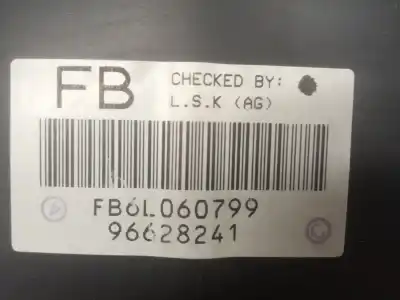 FB
CHECKED BY:
L.S.K (AG)
FB6L060799
96628241